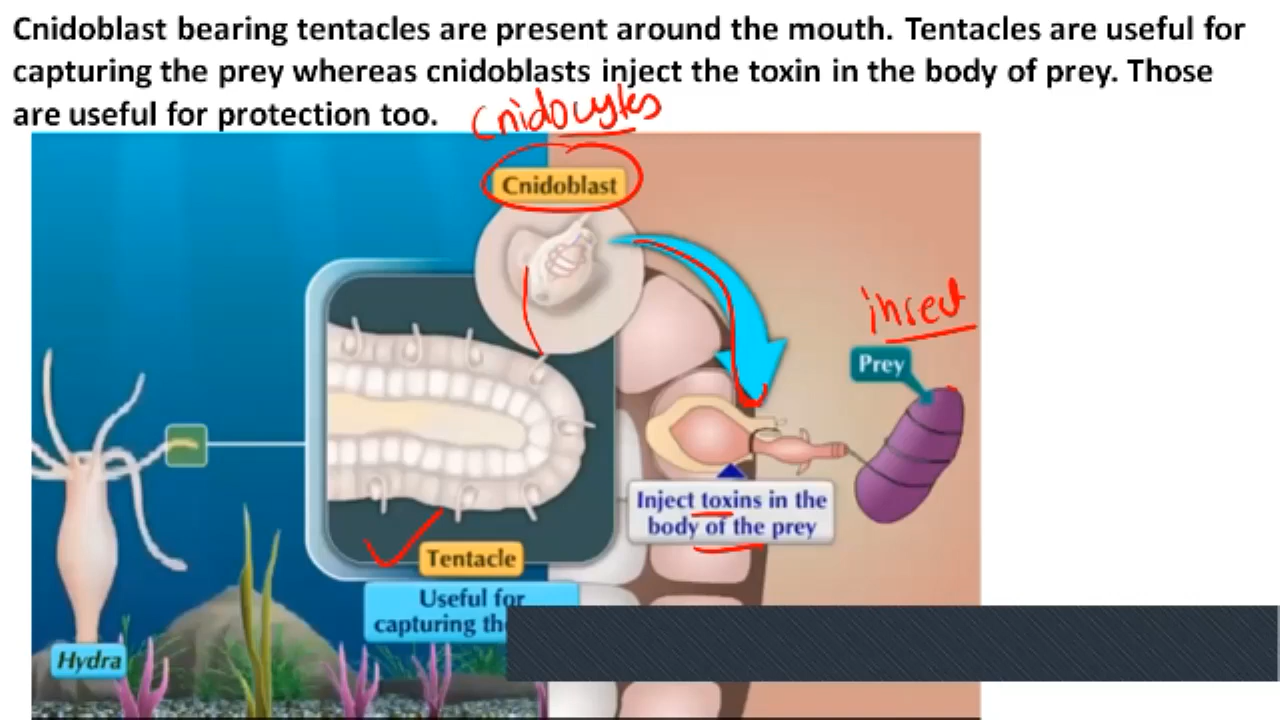 Cnidoblast bearing tentacles are present around the mouth. Tentacles are useful for
capturing the prey whereas cnidoblasts inject the toxin in the body of prey. Those
are useful for protection too.
Cnidocytes
Cnidoblast
insect
Prey
Inject toxins in the
body of the prey
Tentacle
Useful for
capturing the
Hydra